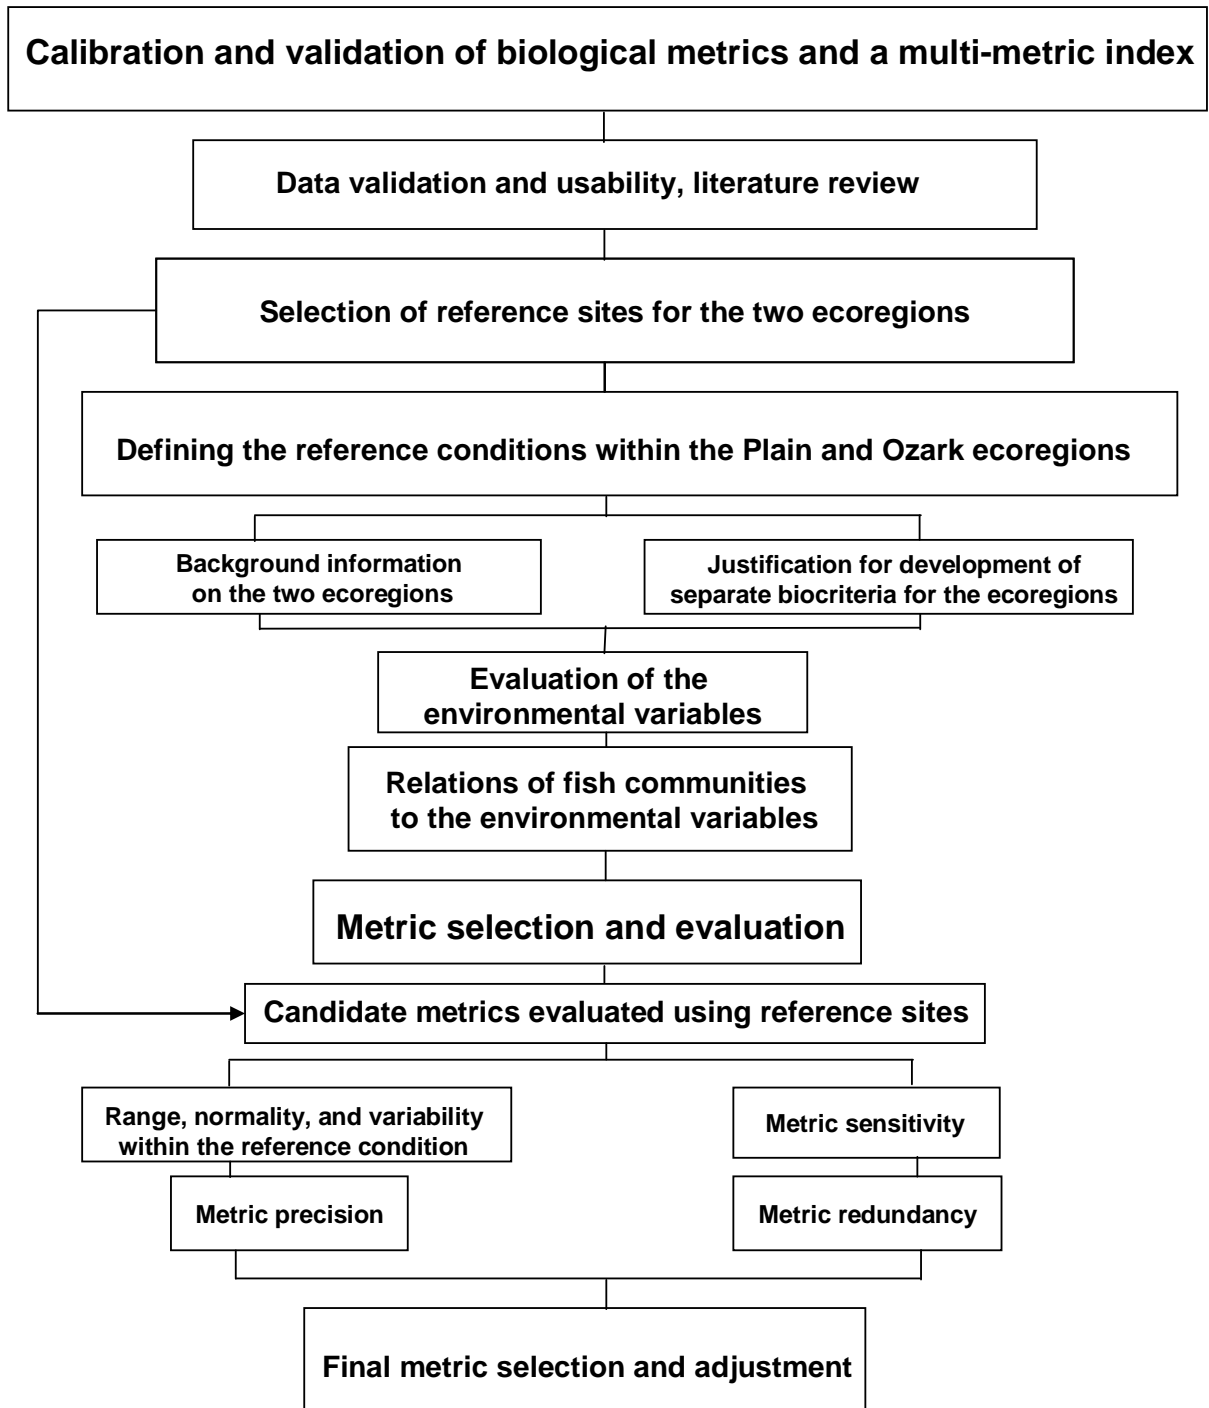 Calibration and validation of biological metrics and a multi-metric index
Data validation and usability, literature review
Selection of reference sites for the two ecoregions
Defining the reference conditions within the Plain and Ozark ecoregions
Background information
on the two ecoregions
Justification for development of
separate biocriteria for the ecoregions
Evaluation of the
environmental variables
Relations of fish communities
to the environmental variables
Metric selection and evaluation
Candidate metrics evaluated using reference sites
Range, normality, and variability
within the reference condition
Metric sensitivity
Metric precision
Metric redundancy
Final metric selection and adjustment